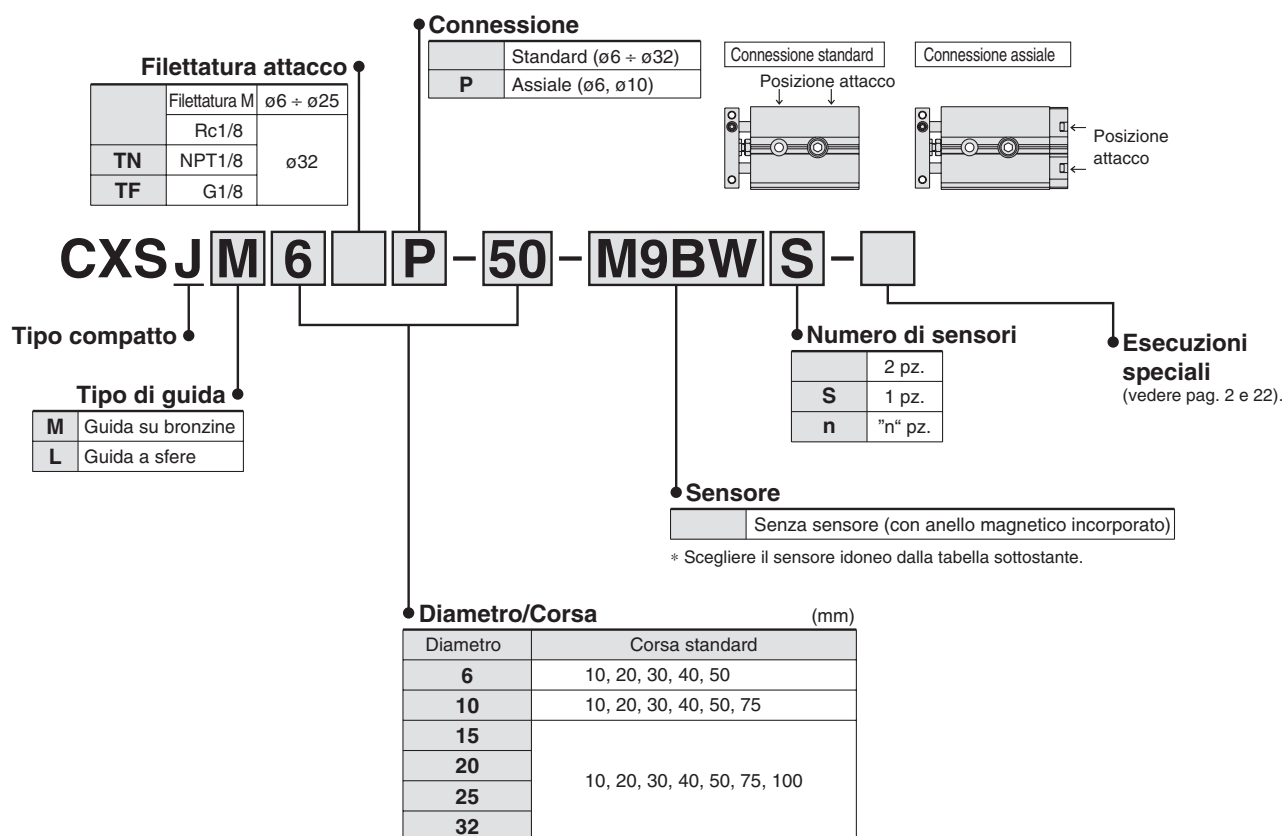 Connessione
Standard (ø6 ÷ ø32)
P Assiale (ø6, ø10)
Connessione standard
Posizione attacco
Connessione assiale
Posizione
attacco
Filettatura attacco
Filettatura M ø6 ÷ ø25
Rc1/8
TN NPT1/8 ø32
TF G1/8
CXSJ M 6 P - 50 - M9BW S -
Tipo compatto
Tipo di guida
M Guida su bronzine
L Guida a sfere
Numero di sensori
2 pz.
S 1 pz.
n "n“ pz.
Esecuzioni
speciali
(vedere pag. 2 e 22).
Sensore
Senza sensore (con anello magnetico incorporato)
∗ Scegliere il sensore idoneo dalla tabella sottostante.
Diametro/Corsa (mm)
Diametro Corsa standard
6 10, 20, 30, 40, 50
10 10, 20, 30, 40, 50, 75
15
20
10, 20, 30, 40, 50, 75, 100
25
32